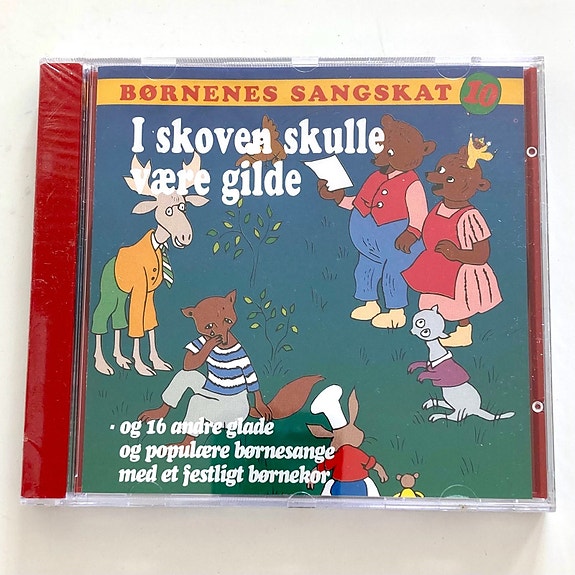 BØRNENES SANGSKAT 10
I skoven skulle
være gilde
- og 16 andre glade
og populære børnesange
med et festligt børnekor